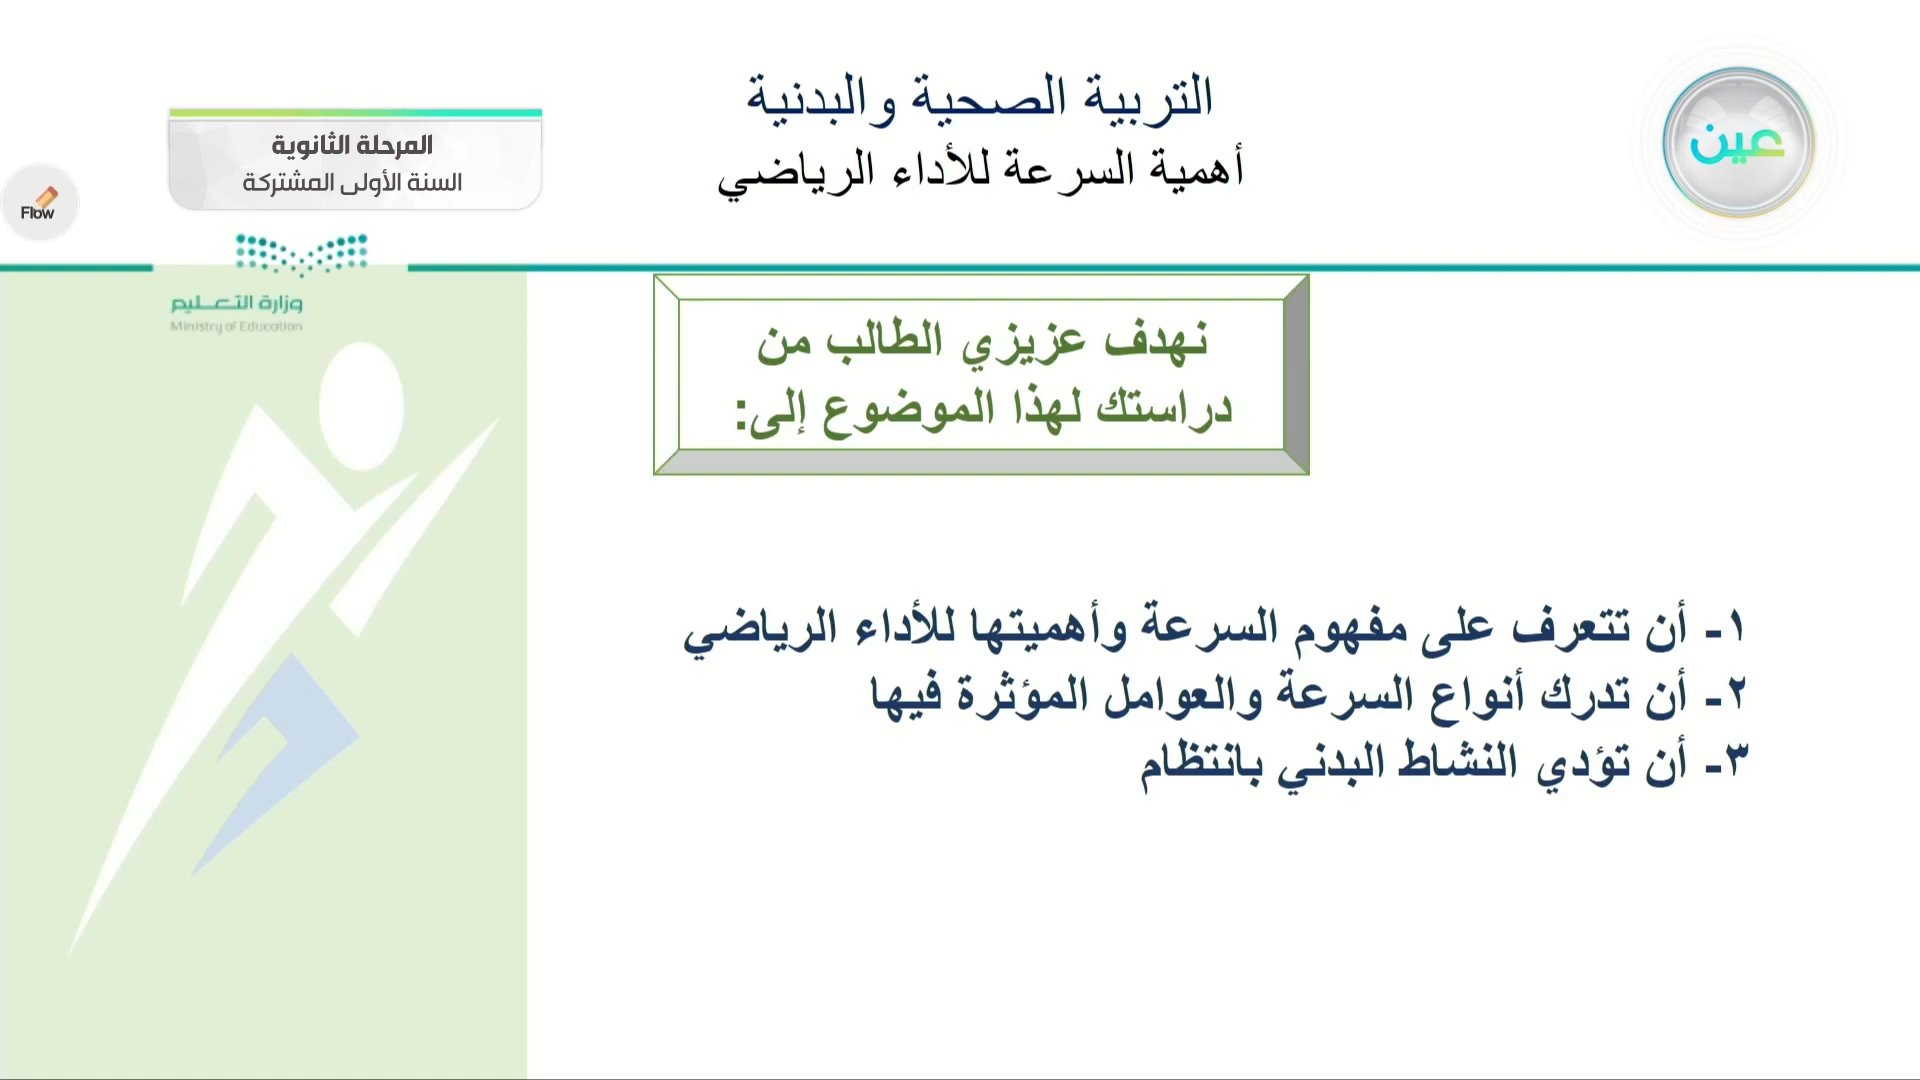 التربية الصحية والبدنية
أهمية السرعة للأداء الرياضي
المرحلة الثانوية
السنة الأولى المشتركة
عين
Flow
وزارة التعليم
Ministry of Education
نهدف عزيزي الطالب من
دراستك لهذا الموضوع إلى:
١- أن تتعرف على مفهوم السرعة وأهميتها للأداء الرياضي
٢- أن تدرك أنواع السرعة والعوامل المؤثرة فيها
٣- أن تؤدي النشاط البدني بانتظام